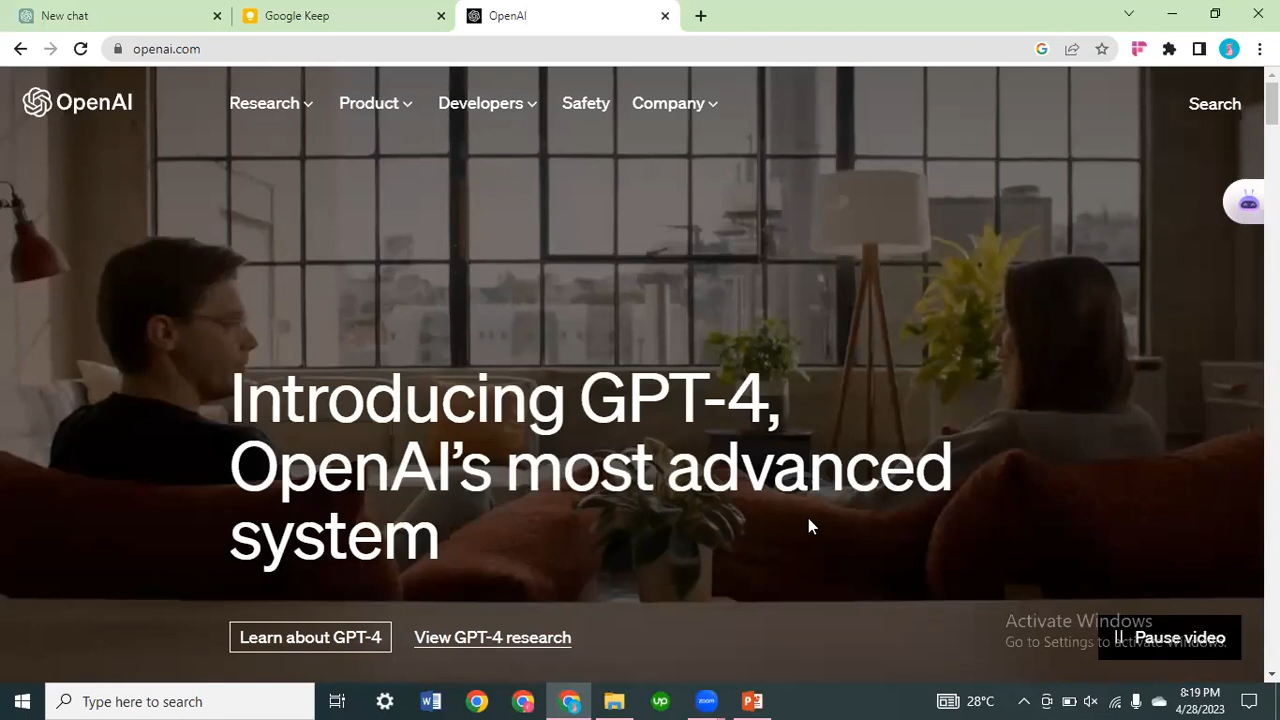 New chat
Google Keep
OpenAI
openai.com
OpenAI
Research
Product
Developers
Safety
Company
Search
Introducing GPT-4,
OpenAI's most advanced
system
Learn about GPT-4
View GPT-4 research
Activate Windows
Go to Settings to activate Windows.
Pause video
Type here to search
W
up
zoom
P
28°C
8:19 PM
4/28/2023